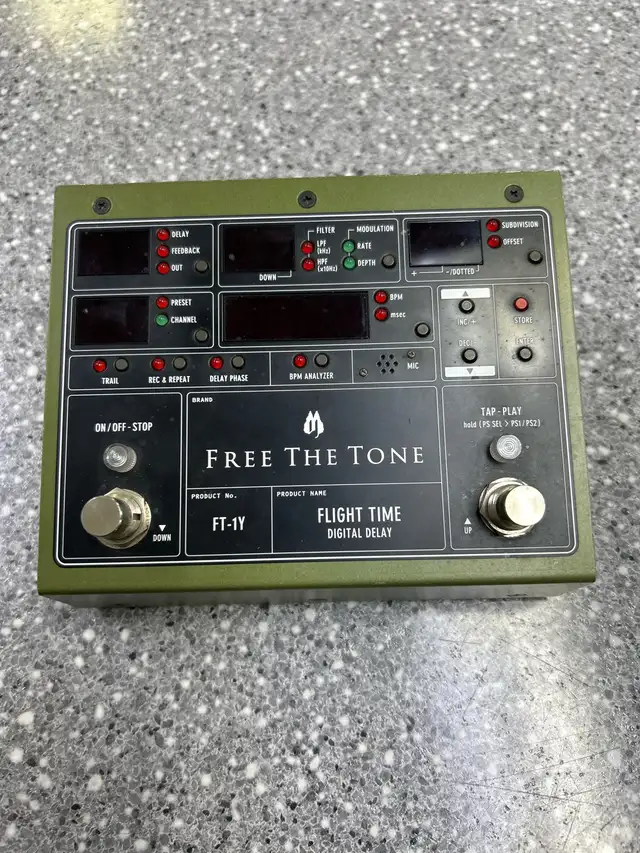 DELAY
FEEDBACK
OUT
FILTER
LPF
(kHz)
HPF
(x10Hz)
DOWN
MODULATION
RATE
DEPTH
+ -/DOTTED
SUBDIVISION
OFFSET
PRESET
CHANNEL
BPM
msec
▲
INC/+
STORE
DEC/-
▼
ENTER
TRAIL
REC & REPEAT
DELAY PHASE
BPM ANALYZER
MIC
ON/OFF-STOP
▼
DOWN
BRAND
FREE THE TONE
PRODUCT No.
FT-1Y
PRODUCT NAME
FLIGHT TIME
DIGITAL DELAY
TAP-PLAY
hold (PS SEL > PS1/PS2)
▲
UP